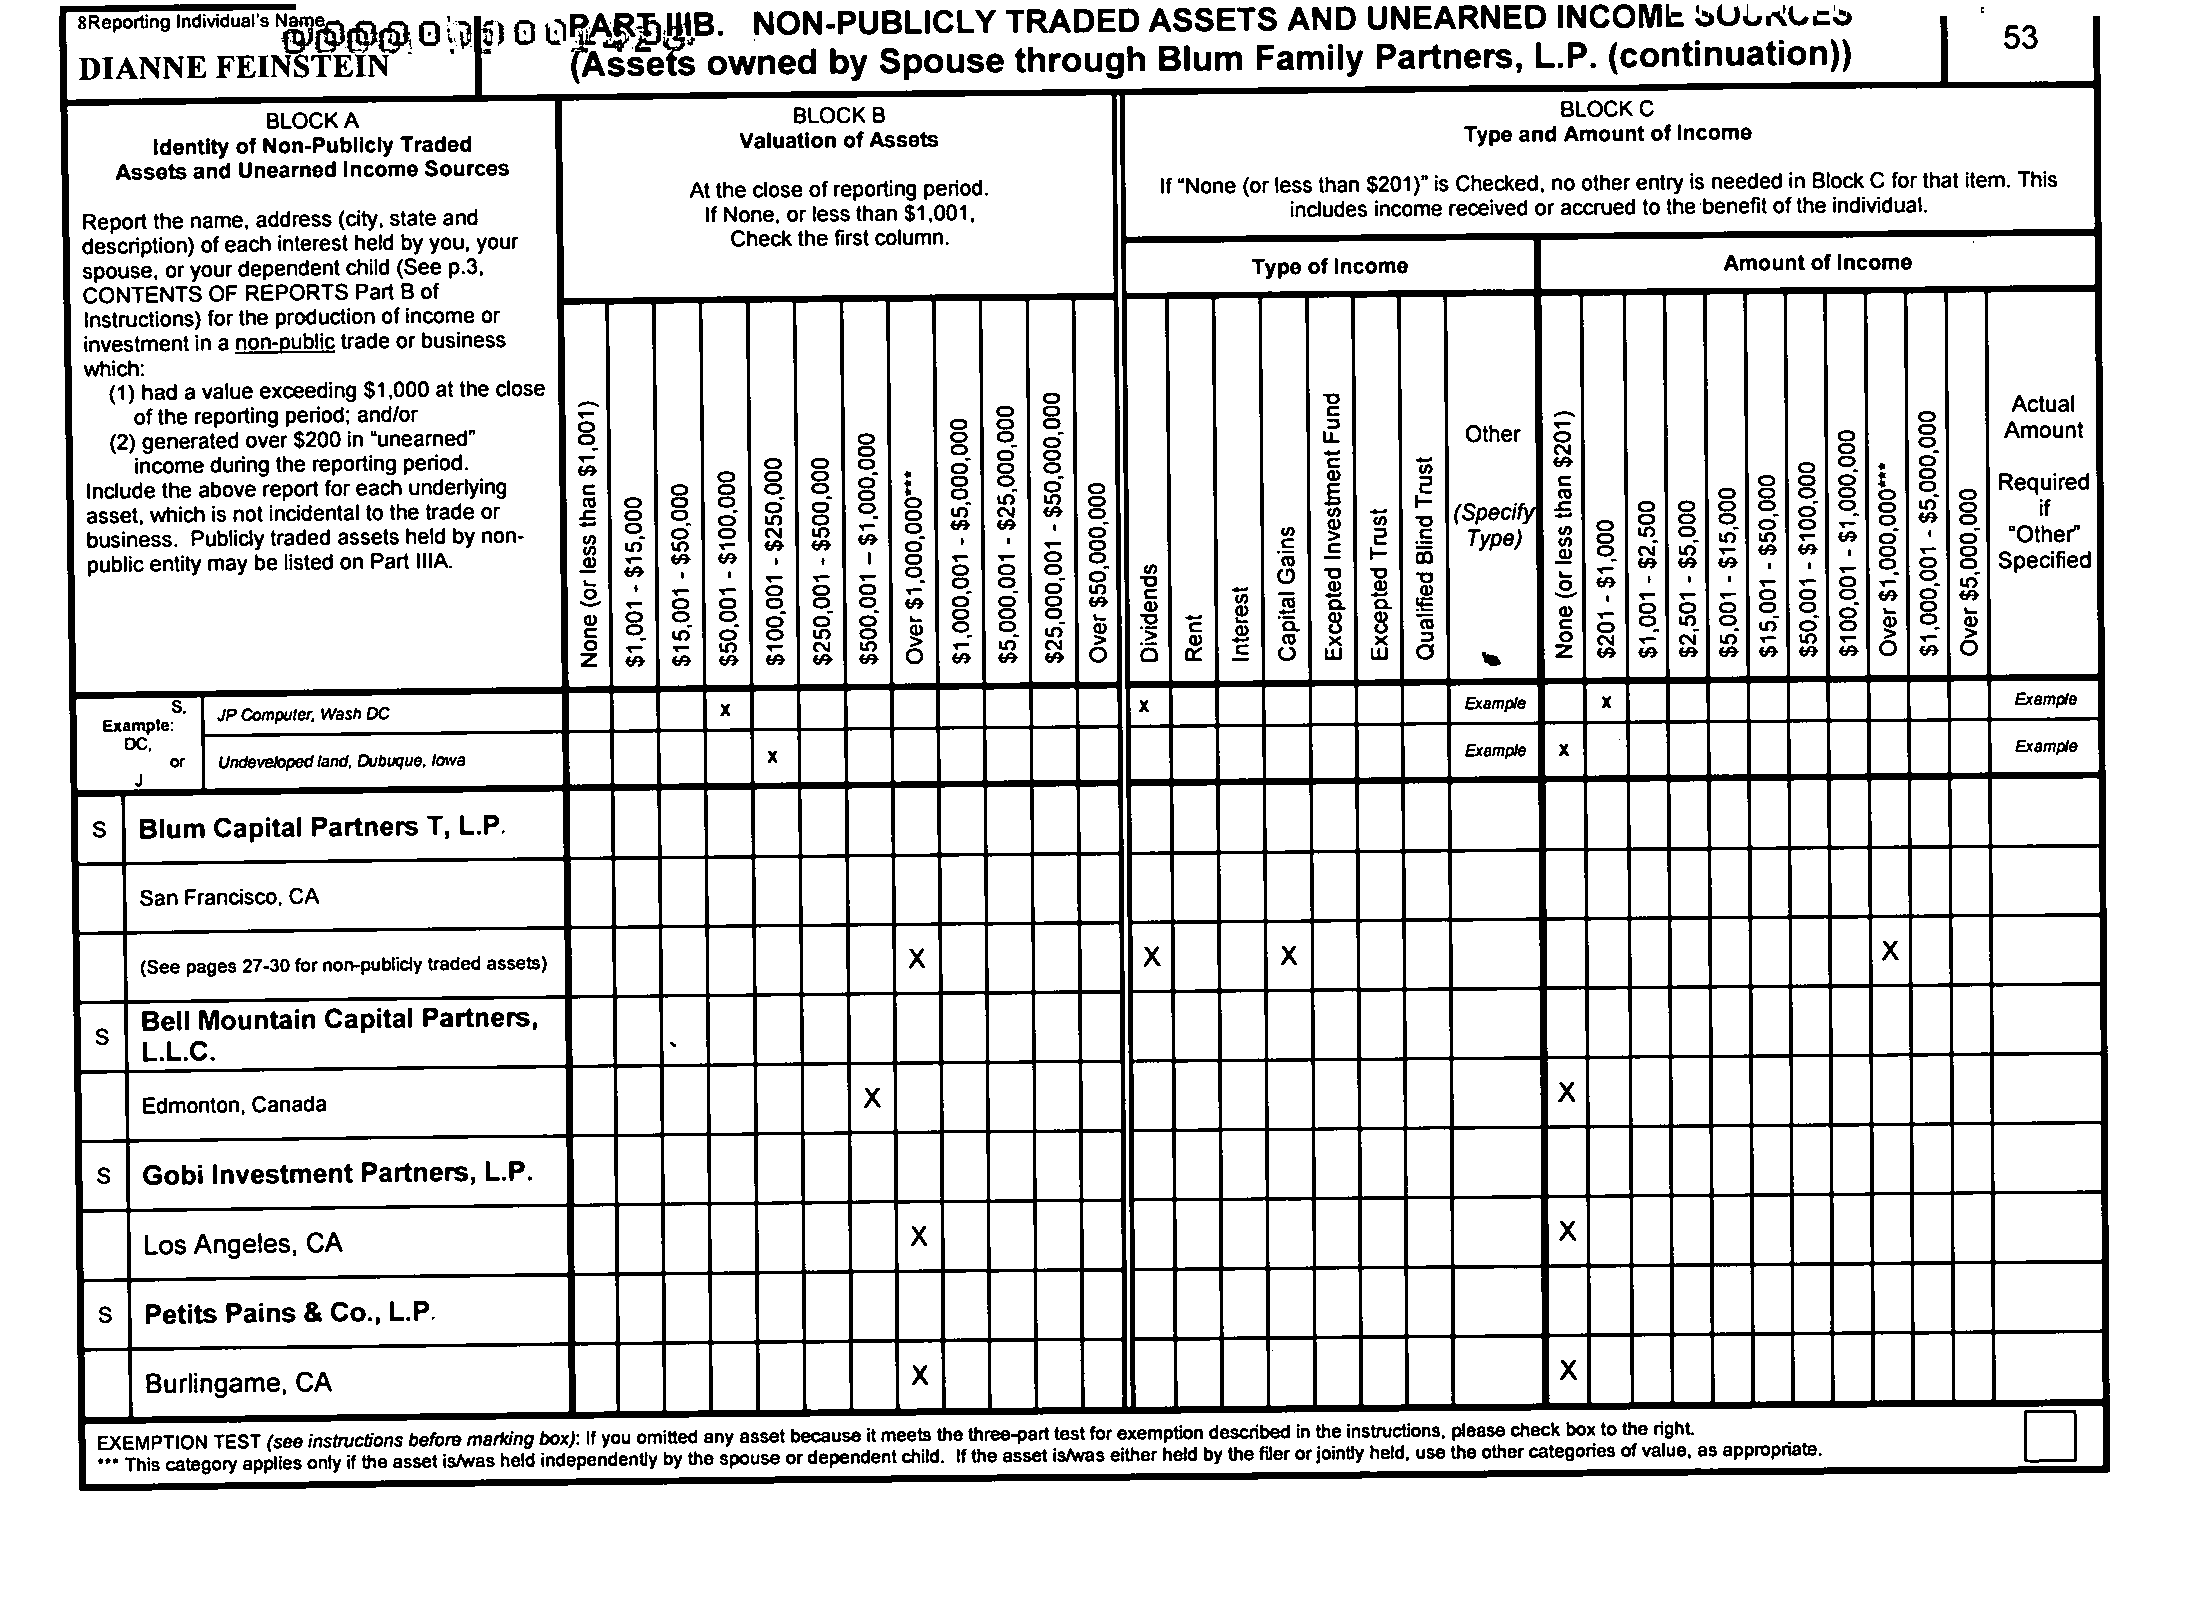 8Reporting Individual's Name
DIANNE FEINSTEIN
PART IIIB. NON-PUBLICLY TRADED ASSETS AND UNEARNED INCOME SOURCES
(Assets owned by Spouse through Blum Family Partners, L.P. (continuation))
53
BLOCK A
Identity of Non-Publicly Traded
Assets and Unearned Income Sources
Report the name, address (city, state and
description) of each interest held by you, your
spouse, or your dependent child (See p.3,
CONTENTS OF REPORTS Part B of
Instructions) for the production of income or
investment in a non-public trade or business
which:
(1) had a value exceeding $1,000 at the close
of the reporting period; and/or
(2) generated over $200 in "unearned"
income during the reporting period.
Include the above report for each underlying
asset, which is not incidental to the trade or
business. Publicly traded assets held by non-
public entity may be listed on Part IIIA.
BLOCK B
Valuation of Assets
At the close of reporting period.
If None, or less than $1,001,
Check the first column.
None (or less than $1,001)
$1,001 - $15,000
$15,001 - $50,000
$50,001 - $100,000
$100,001 - $250,000
$250,001 - $500,000
$500,001 - $1,000,000
Over $1,000,000***
$1,000,001 - $5,000,000
$5,000,001 - $25,000,000
$25,000,001 - $50,000,000
Over $50,000,000
BLOCK C
Type and Amount of Income
If "None (or less than $201)" is Checked, no other entry is needed in Block C for that item. This
includes income received or accrued to the benefit of the individual.
Type of Income
Dividends
Rent
Interest
Capital Gains
Excepted Investment Fund
Excepted Trust
Qualified Blind Trust
Other
(Specify
Type)
Amount of Income
None (or less than $201)
$201 - $1,000
$1,001 - $2,500
$2,501 - $5,000
$5,001 - $15,000
$15,001 - $50,000
$50,001 - $100,000
$100,001 - $1,000,000
Over $1,000,000***
$1,000,001 - $5,000,000
Over $5,000,000
Actual
Amount
Required
if
"Other"
Specified
S.
Example:
DC,
or
J
JP Computer, Wash DC X X Example X Example
Undeveloped land, Dubuque, Iowa X Example X Example
S Blum Capital Partners T, L.P.
San Francisco, CA
(See pages 27-30 for non-publicly traded assets) X X X X
S Bell Mountain Capital Partners,
L.L.C.
Edmonton, Canada X X
S Gobi Investment Partners, L.P.
Los Angeles, CA X X
S Petits Pains & Co., L.P.
Burlingame, CA X X
EXEMPTION TEST (see instructions before marking box): If you omitted any asset because it meets the three-part test for exemption described in the instructions, please check box to the right.
*** This category applies only if the asset is/was held independently by the spouse or dependent child. If the asset is/was either held by the filer or jointly held, use the other categories of value, as appropriate.